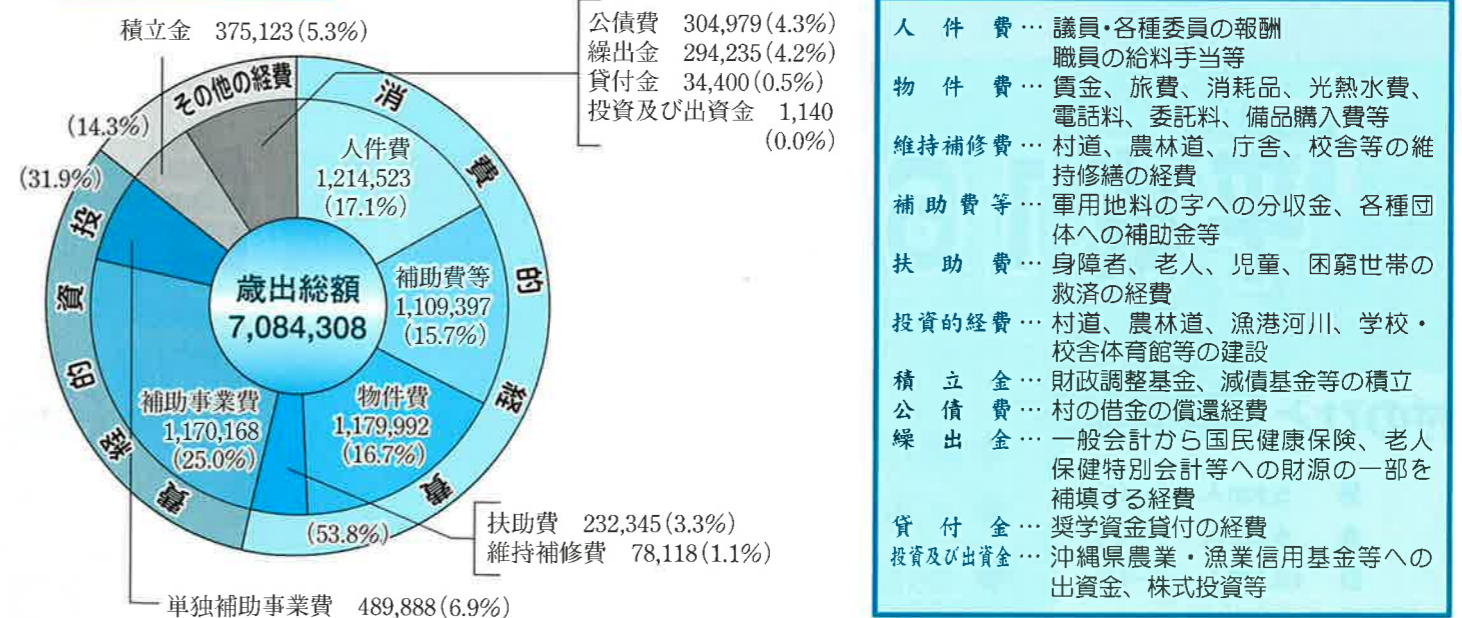 積立金 375,123(5.3%)
公債費 304,979(4.3%)
繰出金 294,235(4.2%)
貸付金 34,400(0.5%)
投資及び出資金 1,140
(0.0%)
その他の経費
(14.3%)
消費的経費
(53.8%)
投資的経費
(31.9%)
人件費
1,214,523
(17.1%)
補助費等
1,109,397
(15.7%)
物件費
1,179,992
(16.7%)
補助事業費
1,170,168
(25.0%)
歳出総額
7,084,308
扶助費 232,345(3.3%)
維持補修費 78,118(1.1%)
単独補助事業費 489,888(6.9%)
人件費… 議員・各種委員の報酬
職員の給料手当等
物件費… 賃金、旅費、消耗品、光熱水費、
電話料、委託料、備品購入費等
維持補修費… 村道、農林道、庁舎、校舎等の維
持修繕の経費
補助費等… 軍用地料の字への分収金、各種団
体への補助金等
扶助費… 身障者、老人、児童、困窮世帯の
救済の経費
投資的経費… 村道、農林道、漁港河川、学校・
校舎体育館等の建設
積立金… 財政調整基金、減債基金等の積立
公債費… 村の借金の償還経費
繰出金… 一般会計から国民健康保険、老人
保健特別会計等への財源の一部を
補填する経費
貸付金… 奨学資金貸付の経費
投資及び出資金… 沖縄県農業・漁業信用基金等への
出資金、株式投資等